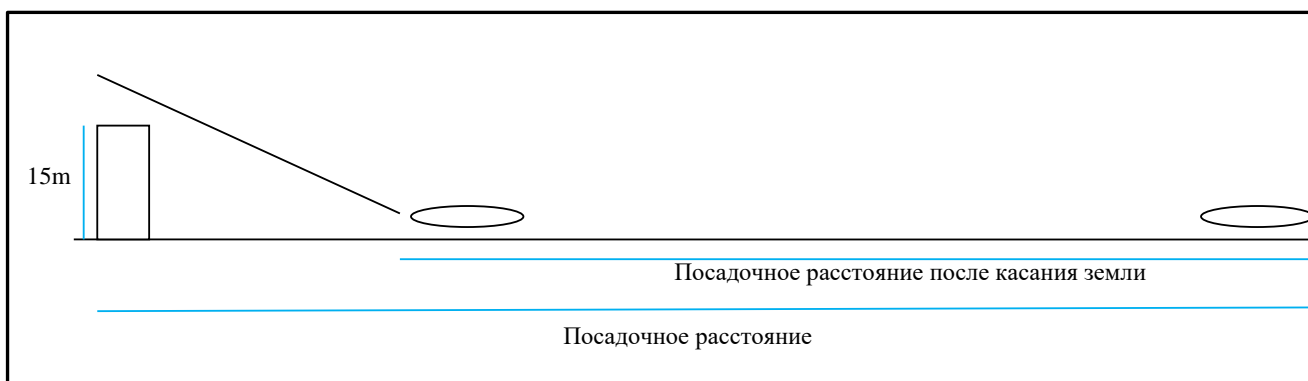 15m
Посадочное расстояние после касания земли
Посадочное расстояние